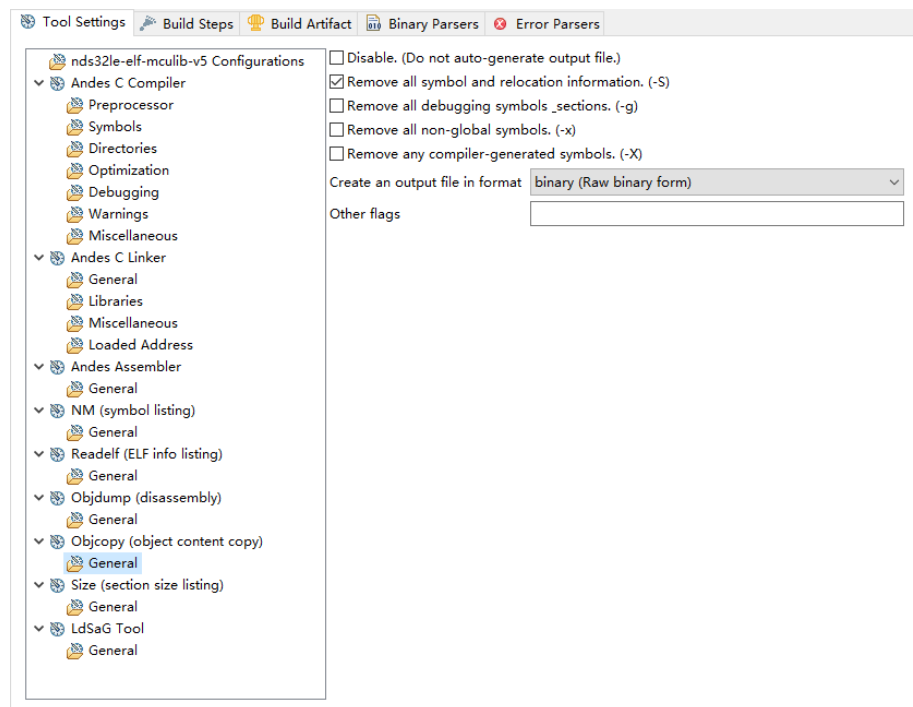 Tool Settings Build Steps Build Artifact Binary Parsers Error Parsers
nds32le-elf-mculib-v5 Configurations
Andes C Compiler
Preprocessor
Symbols
Directories
Optimization
Debugging
Warnings
Miscellaneous
Andes C Linker
General
Libraries
Miscellaneous
Loaded Address
Andes Assembler
General
NM (symbol listing)
General
Readelf (ELF info listing)
General
Objdump (disassembly)
General
Objcopy (object content copy)
General
Size (section size listing)
General
LdSaG Tool
General
Disable. (Do not auto-generate output file.)
Remove all symbol and relocation information. (-S)
Remove all debugging symbols _sections. (-g)
Remove all non-global symbols. (-x)
Remove any compiler-generated symbols. (-X)
Create an output file in format binary (Raw binary form)
Other flags